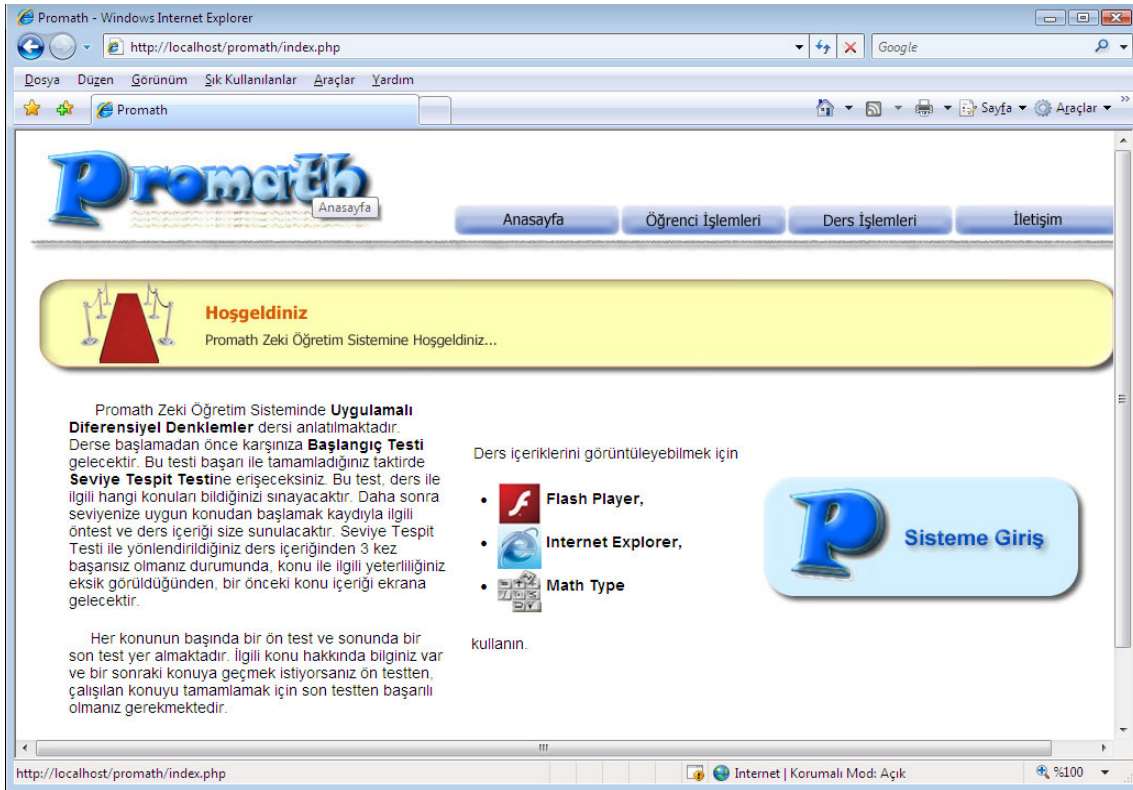 Promath - Windows Internet Explorer
http://localhost/promath/index.php
Google
Dosya Düzen Görünüm Sık Kullanılanlar Araçlar Yardım
Promath
Sayfa Araçlar
Promath
Anasayfa
Anasayfa Öğrenci İşlemleri Ders İşlemleri İletişim
Hoşgeldiniz
Promath Zeki Öğretim Sistemine Hoşgeldiniz...
Promath Zeki Öğretim Sisteminde Uygulamalı
Diferensiyel Denklemler dersi anlatılmaktadır.
Derse başlamadan önce karşınıza Başlangıç Testi
gelecektir. Bu testi başarı ile tamamladığınız taktirde
Seviye Tespit Testine erişeceksiniz. Bu test, ders ile
ilgili hangi konuları bildiğinizi sınayacaktır. Daha sonra
seviyenize uygun konudan başlamak kaydıyla ilgili
öntest ve ders içeriği size sunulacaktır. Seviye Tespit
Testi ile yönlendirildiğiniz ders içeriğinden 3 kez
başarısız olmanız durumunda, konu ile ilgili yeterliliğiniz
eksik görüldüğünden, bir önceki konu içeriği ekrana
gelecektir.
Her konunun başında bir ön test ve sonunda bir
son test yer almaktadır. İlgili konu hakkında bilginiz var
ve bir sonraki konuya geçmek istiyorsanız ön testten,
çalışılan konuyu tamamlamak için son testten başarılı
olmanız gerekmektedir.
Ders içeriklerini görüntüleyebilmek için
Flash Player,
Internet Explorer,
Math Type
kullanın.
P Sisteme Giriş
http://localhost/promath/index.php
Internet | Korumalı Mod: Açık
%100